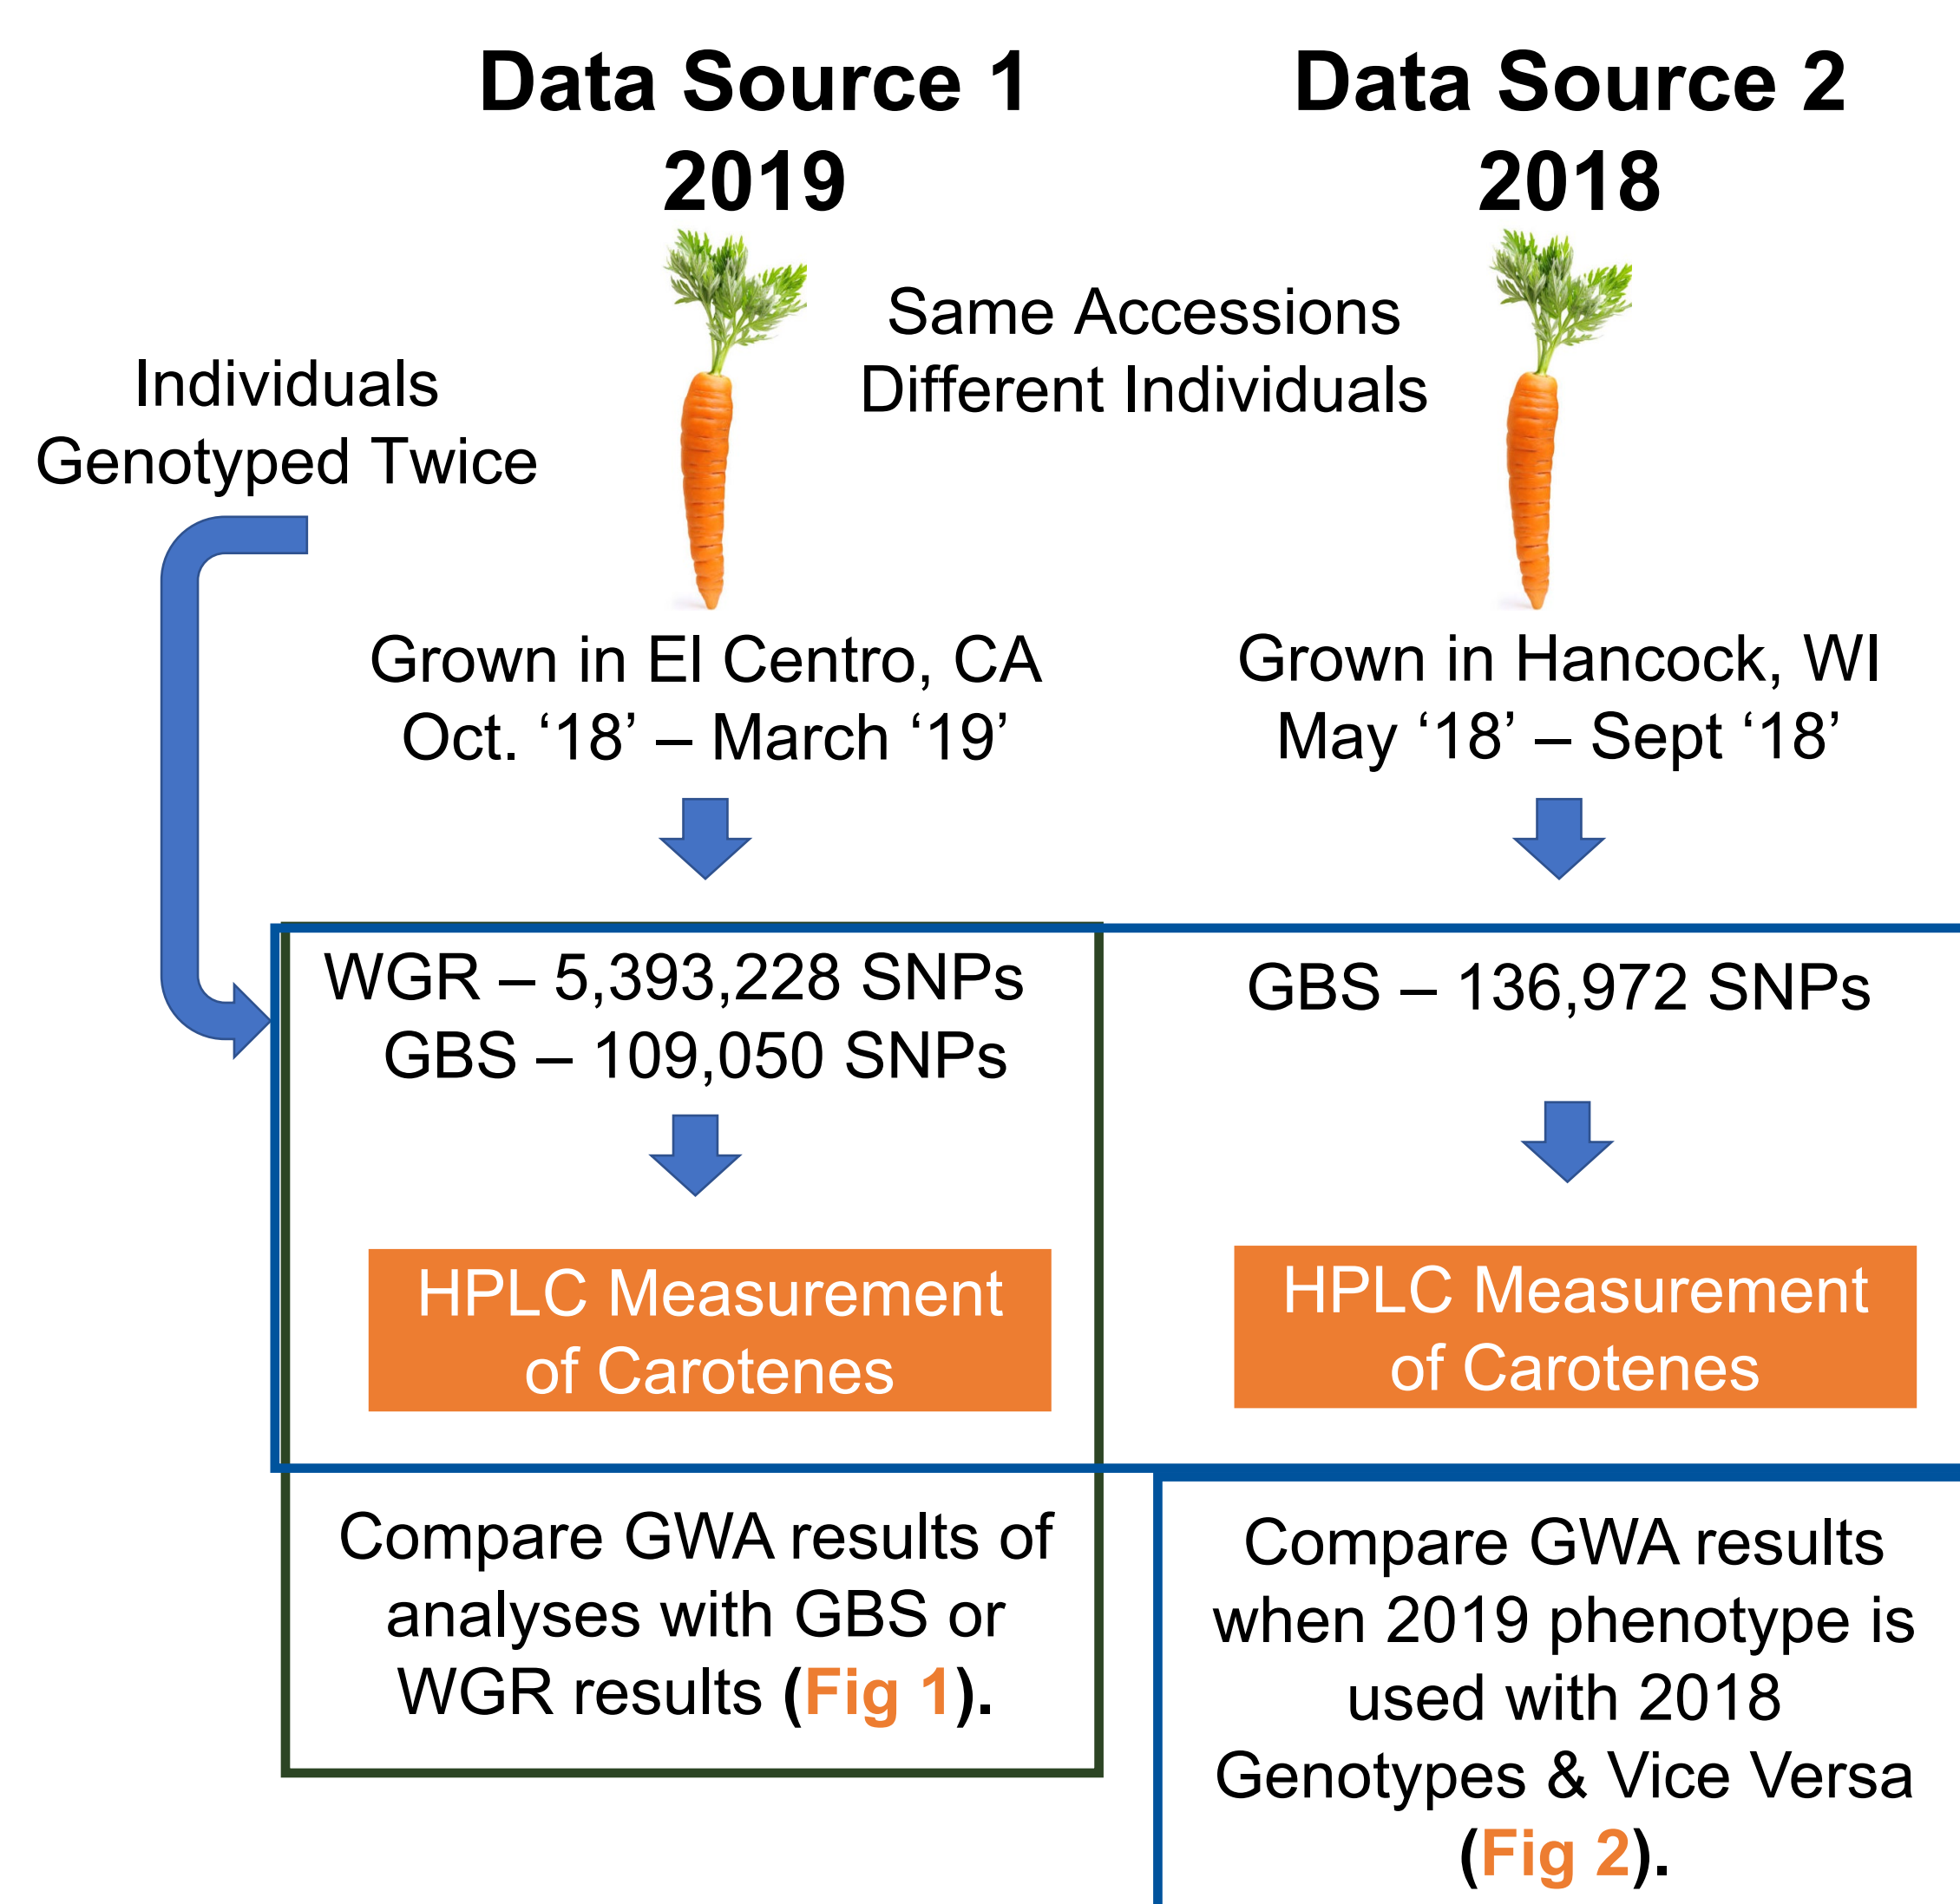 Data Source 1
2019
Data Source 2
2018
Same Accessions
Different Individuals
Individuals
Genotyped Twice
Grown in El Centro, CA
Oct. ‘18’ – March ‘19’
Grown in Hancock, WI
May ‘18’ – Sept ‘18’
WGR – 5,393,228 SNPs
GBS – 109,050 SNPs
GBS – 136,972 SNPs
HPLC Measurement
of Carotenes
HPLC Measurement
of Carotenes
Compare GWA results of
analyses with GBS or
WGR results (Fig 1).
Compare GWA results
when 2019 phenotype is
used with 2018
Genotypes & Vice Versa
(Fig 2).